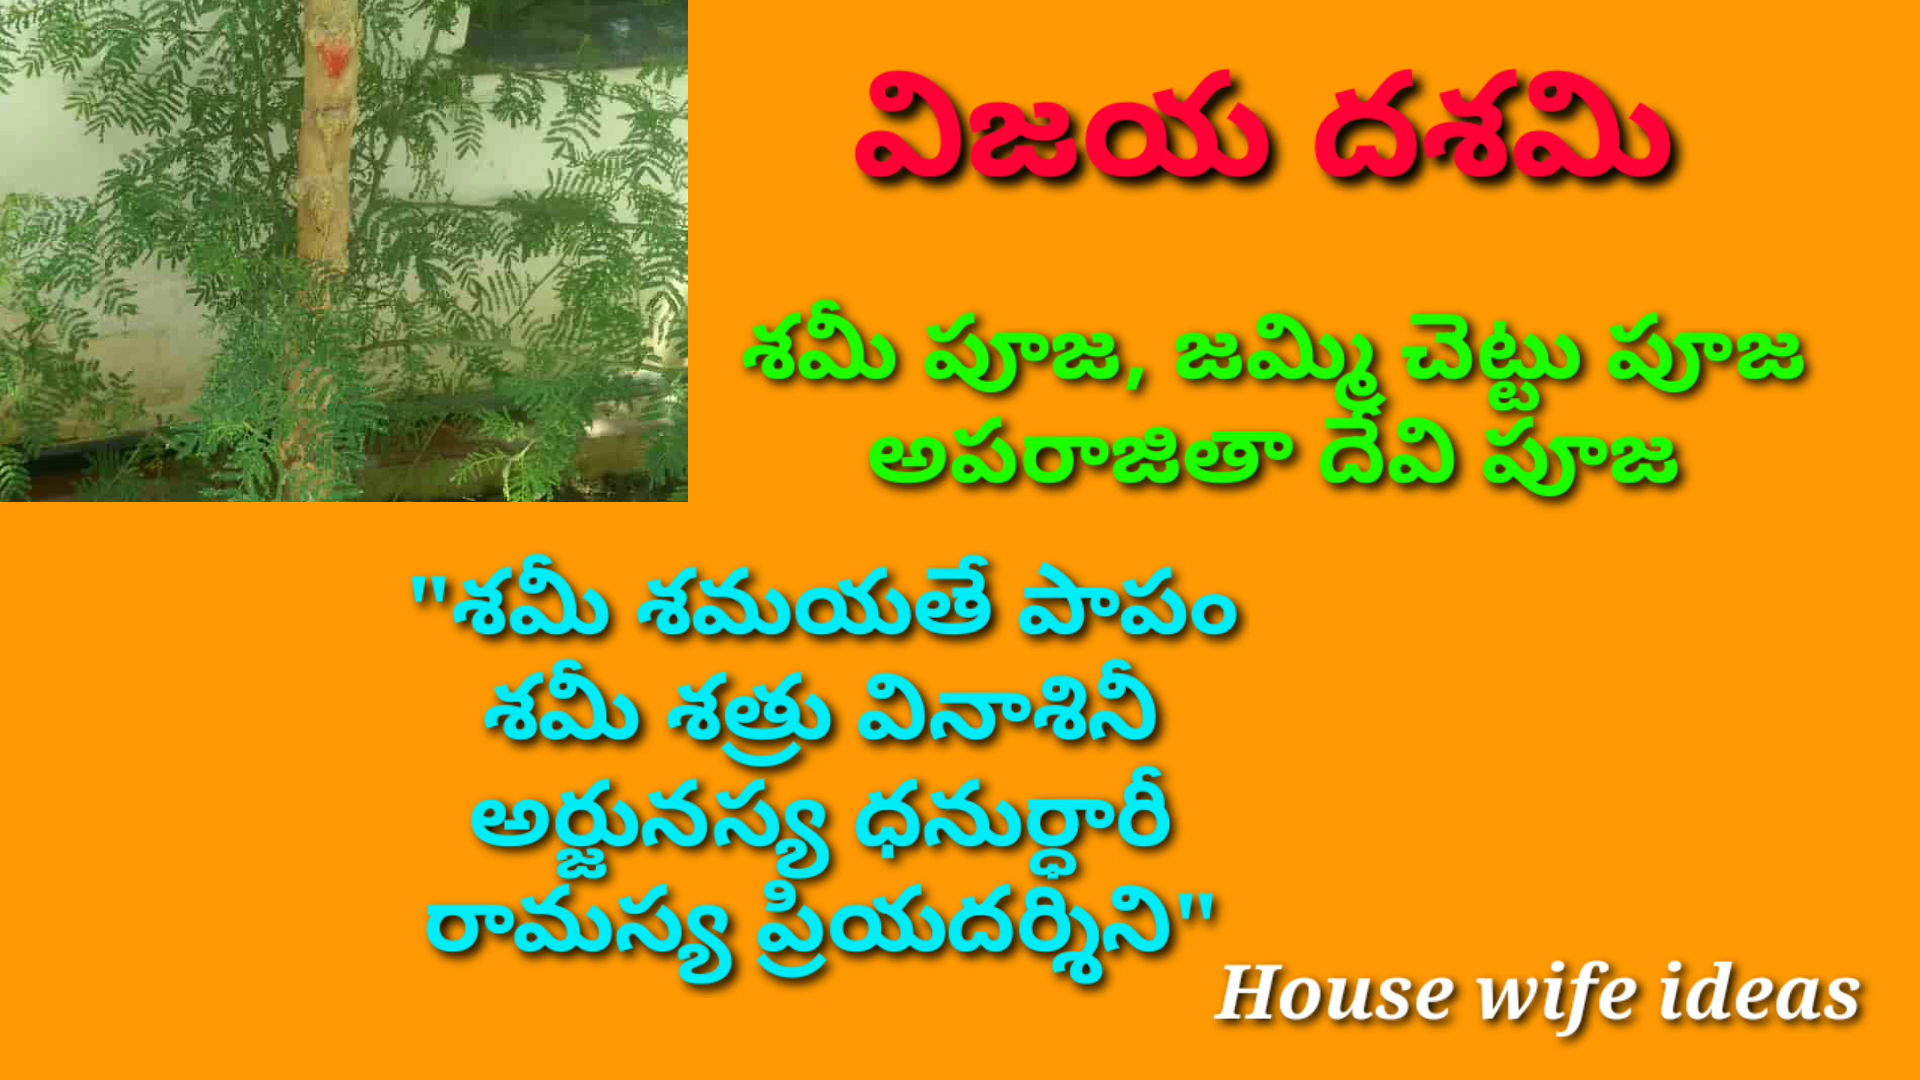 విజయ దశమి
శమీ పూజ, జమ్మి చెట్టు పూజ
అపరాజితా దేవి పూజ
"శమీ శమయతే పాపం
శమీ శత్రు వినాశినీ
అర్జునస్య ధనుర్ధారీ
రామస్య ప్రియదర్శిని"
House wife ideas